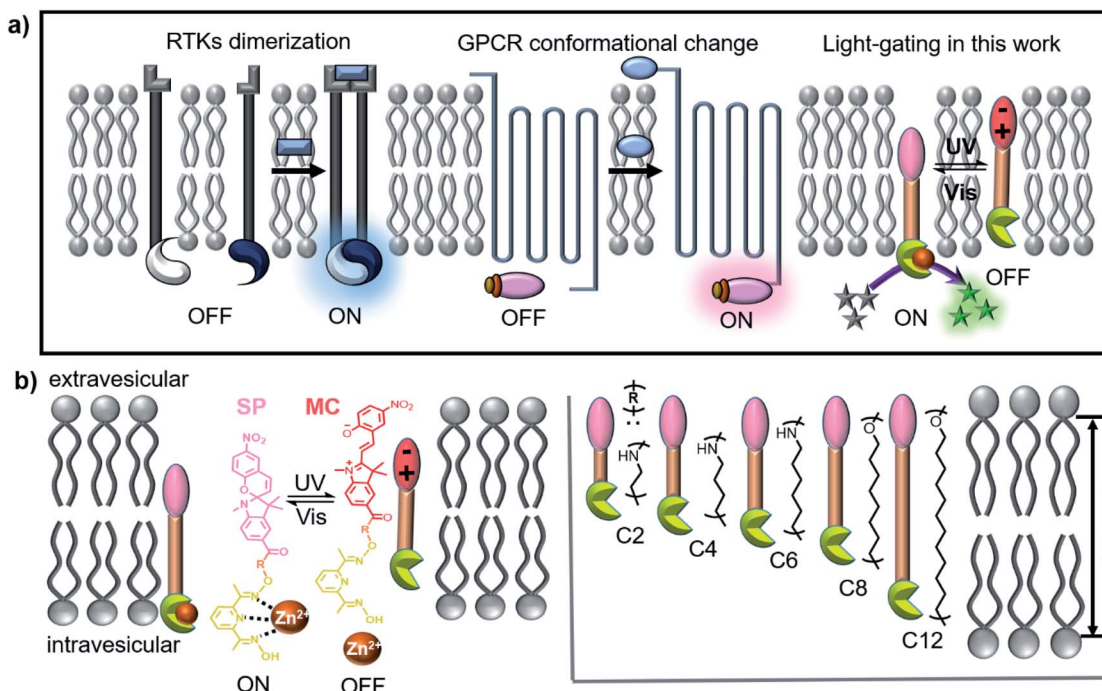 a)
RTKs dimerization
GPCR conformational change
Light-gating in this work
- +
UV
Vis
OFF
ON
OFF
ON
ON
OFF
b)
extravesicular
SP
MC
NO₂
O
N
Me
O
R
O
N
N
N
OH
Zn²⁺
UV
Vis
NO₂
⁻O
Me
N⁺
O
R
O
N
N
N
OH
Zn²⁺
- +
intravesicular
ON
OFF
R
:
HN
HN
HN
O
O
C2
C4
C6
C8
C12